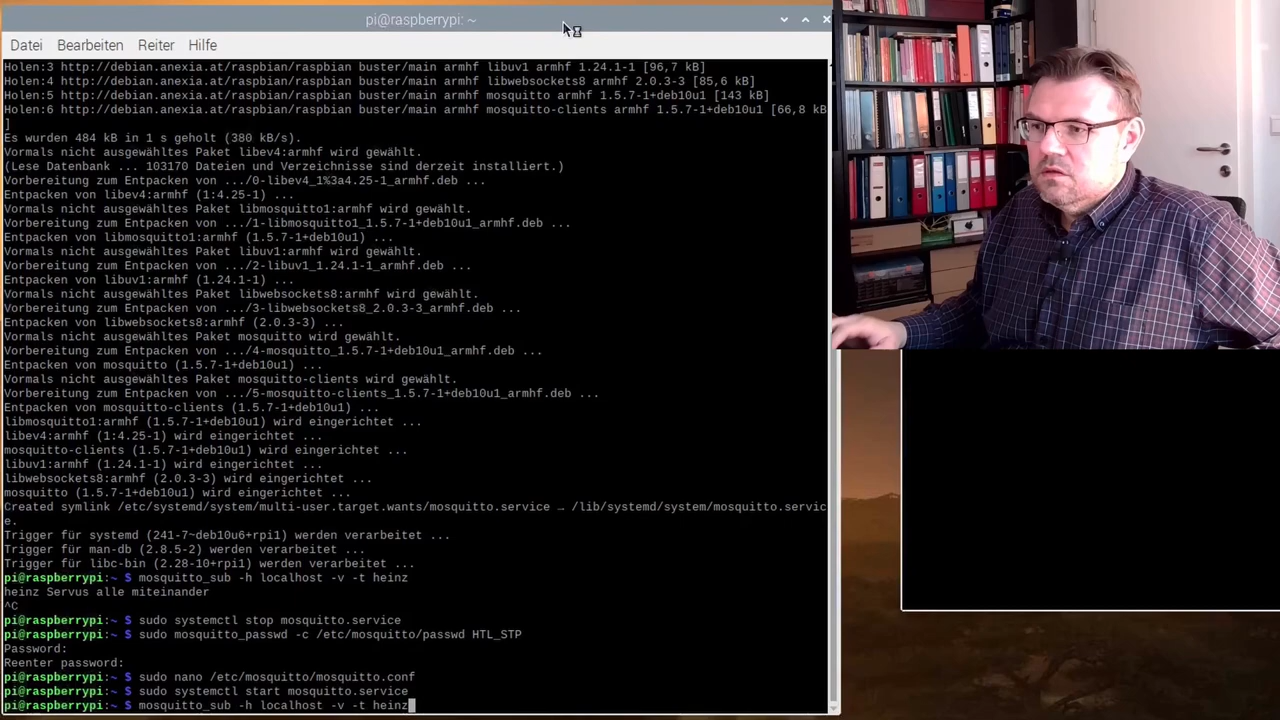 pi@raspberrypi: ~
Datei Bearbeiten Reiter Hilfe
Holen:3 http://debian.anexia.at/raspbian/raspbian buster/main armhf libuv1 armhf 1.24.1-1 [96,7 kB]
Holen:4 http://debian.anexia.at/raspbian/raspbian buster/main armhf libwebsockets8 armhf 2.0.3-3 [85,6 kB]
Holen:5 http://debian.anexia.at/raspbian/raspbian buster/main armhf mosquitto armhf 1.5.7-1+deb10u1 [143 kB]
Holen:6 http://debian.anexia.at/raspbian/raspbian buster/main armhf mosquitto-clients armhf 1.5.7-1+deb10u1 [66,8 kB
]
Es wurden 484 kB in 1 s geholt (380 kB/s).
Vormals nicht ausgewähltes Paket libev4:armhf wird gewählt.
(Lese Datenbank ... 103170 Dateien und Verzeichnisse sind derzeit installiert.)
Vorbereitung zum Entpacken von .../0-libev4_1%3a4.25-1_armhf.deb ...
Entpacken von libev4:armhf (1:4.25-1) ...
Vormals nicht ausgewähltes Paket libmosquitto1:armhf wird gewählt.
Vorbereitung zum Entpacken von .../1-libmosquitto1_1.5.7-1+deb10u1_armhf.deb ...
Entpacken von libmosquitto1:armhf (1.5.7-1+deb10u1) ...
Vormals nicht ausgewähltes Paket libuv1:armhf wird gewählt.
Vorbereitung zum Entpacken von .../2-libuv1_1.24.1-1_armhf.deb ...
Entpacken von libuv1:armhf (1.24.1-1) ...
Vormals nicht ausgewähltes Paket libwebsockets8:armhf wird gewählt.
Vorbereitung zum Entpacken von .../3-libwebsockets8_2.0.3-3_armhf.deb ...
Entpacken von libwebsockets8:armhf (2.0.3-3) ...
Vormals nicht ausgewähltes Paket mosquitto wird gewählt.
Vorbereitung zum Entpacken von .../4-mosquitto_1.5.7-1+deb10u1_armhf.deb ...
Entpacken von mosquitto (1.5.7-1+deb10u1) ...
Vormals nicht ausgewähltes Paket mosquitto-clients wird gewählt.
Vorbereitung zum Entpacken von .../5-mosquitto-clients_1.5.7-1+deb10u1_armhf.deb ...
Entpacken von mosquitto-clients (1.5.7-1+deb10u1) ...
libmosquitto1:armhf (1.5.7-1+deb10u1) wird eingerichtet ...
libev4:armhf (1:4.25-1) wird eingerichtet ...
mosquitto-clients (1.5.7-1+deb10u1) wird eingerichtet ...
libuv1:armhf (1.24.1-1) wird eingerichtet ...
libwebsockets8:armhf (2.0.3-3) wird eingerichtet ...
mosquitto (1.5.7-1+deb10u1) wird eingerichtet ...
Created symlink /etc/systemd/system/multi-user.target.wants/mosquitto.service → /lib/systemd/system/mosquitto.servic
e.
Trigger für systemd (241-7~deb10u6+rpi1) werden verarbeitet ...
Trigger für man-db (2.8.5-2) werden verarbeitet ...
Trigger für libc-bin (2.28-10+rpi1) werden verarbeitet ...
pi@raspberrypi:~ $ mosquitto_sub -h localhost -v -t heinz
heinz Servus alle miteinander
^C
pi@raspberrypi:~ $ sudo systemctl stop mosquitto.service
pi@raspberrypi:~ $ sudo mosquitto_passwd -c /etc/mosquitto/passwd HTL_STP
Password:
Reenter password:
pi@raspberrypi:~ $ sudo nano /etc/mosquitto/mosquitto.conf
pi@raspberrypi:~ $ sudo systemctl start mosquitto.service
pi@raspberrypi:~ $ mosquitto_sub -h localhost -v -t heinz